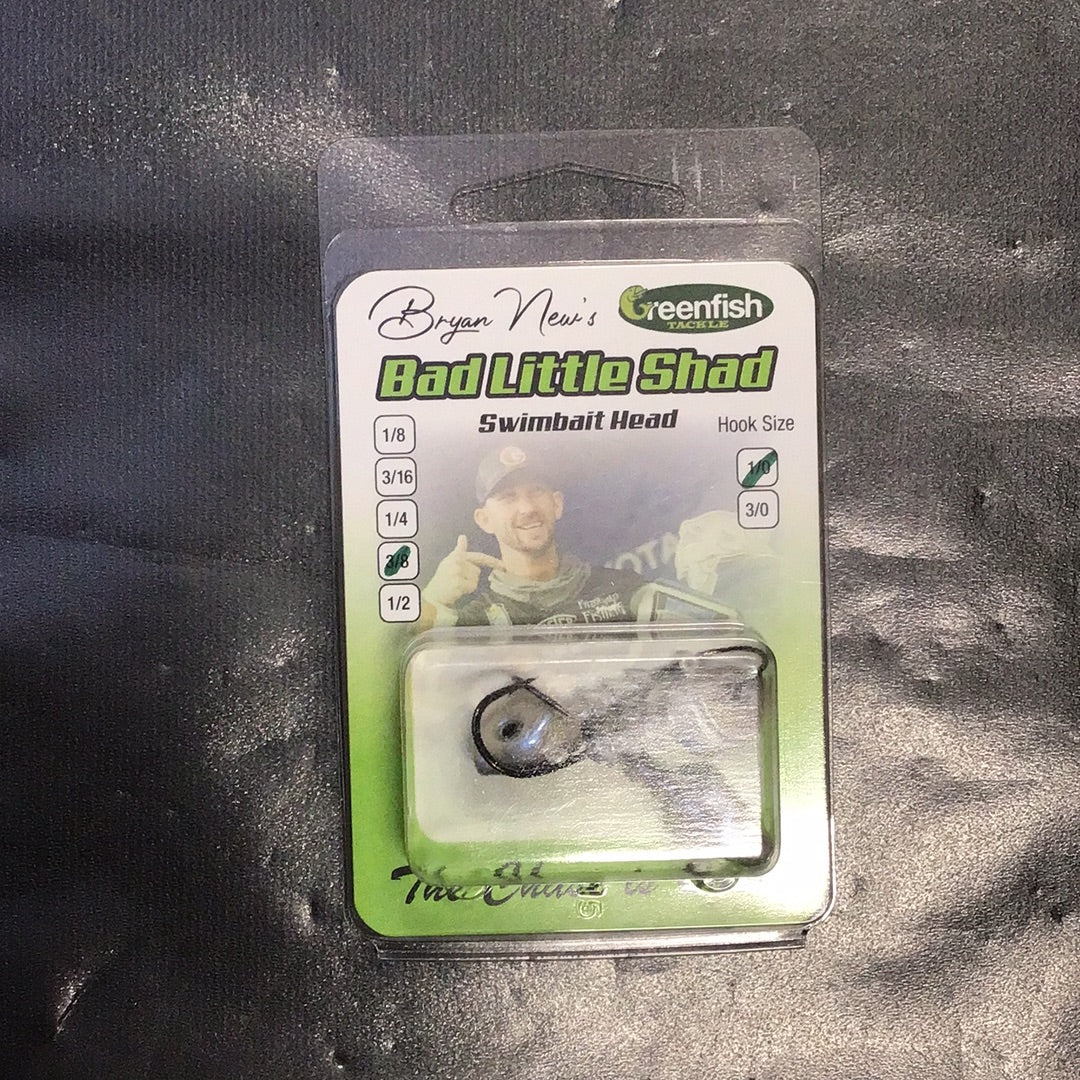 Bryan New's
Greenfish
TACKLE
Bad Little Shad
Swimbait Head
Hook Size
1/8
3/16
1/4
3/8
1/2
1/0
3/0
The